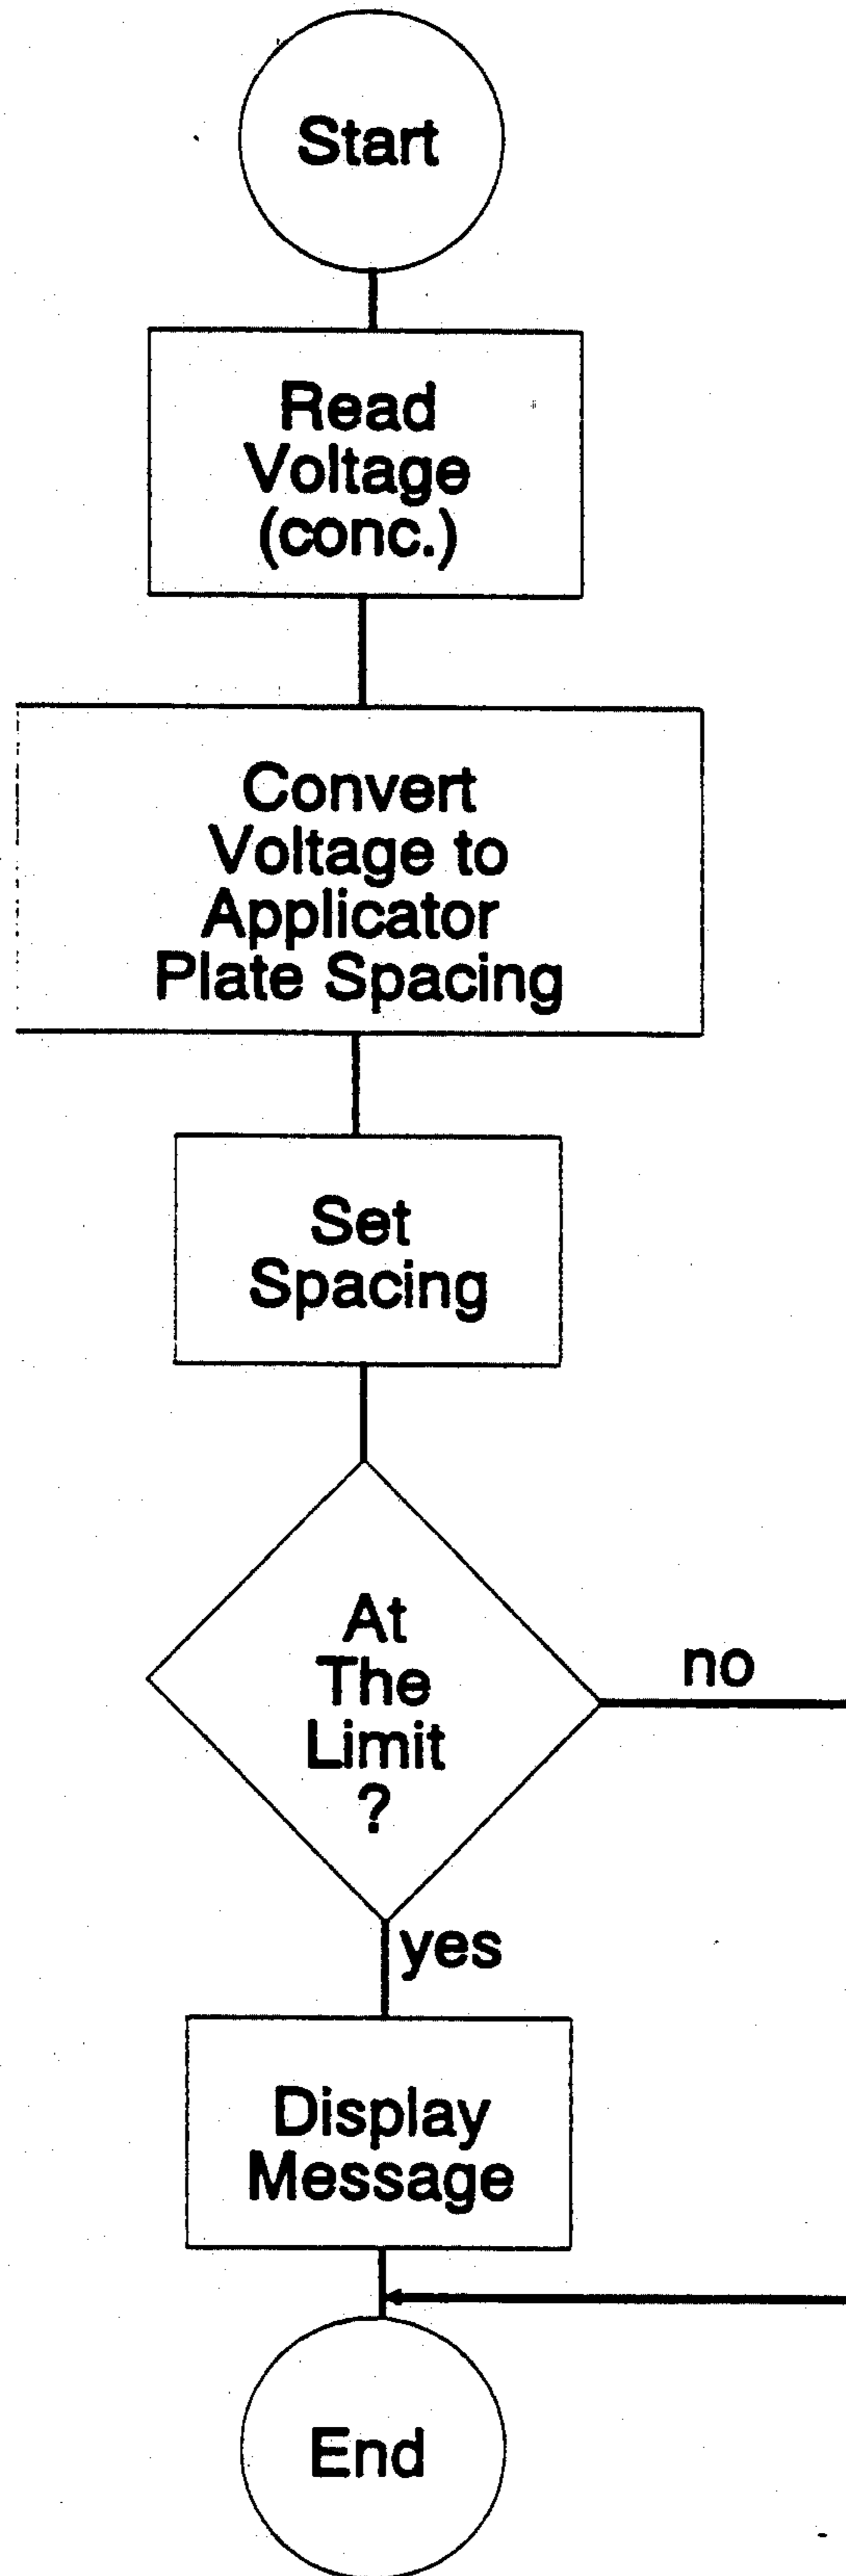 Start
Read
Voltage
(conc.)
Convert
Voltage to
Applicator
Plate Spacing
Set
Spacing
At
The
Limit
?
no
yes
Display
Message
End